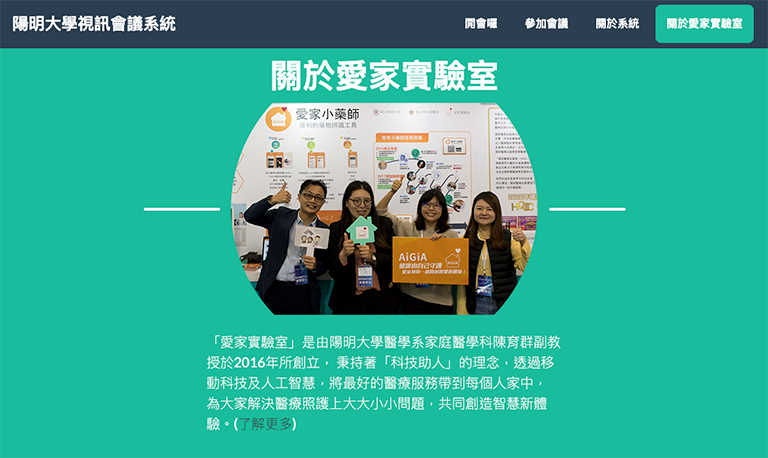 陽明大學視訊會議系統
開會囉
參加會議
關於系統
關於愛家實驗室
關於愛家實驗室
愛家小藥師
便利的藥物辨識工具
AiGiA
健康由自己守護
「愛家實驗室」是由陽明大學醫學系家庭醫學科陳育群副教
授於2016年所創立， 秉持著「科技助人」的理念，透過移
動科技及人工智慧，將最好的醫療服務帶到每個人家中，
為大家解決醫療照護上大大小小問題，共同創造智慧新體
驗。(了解更多)